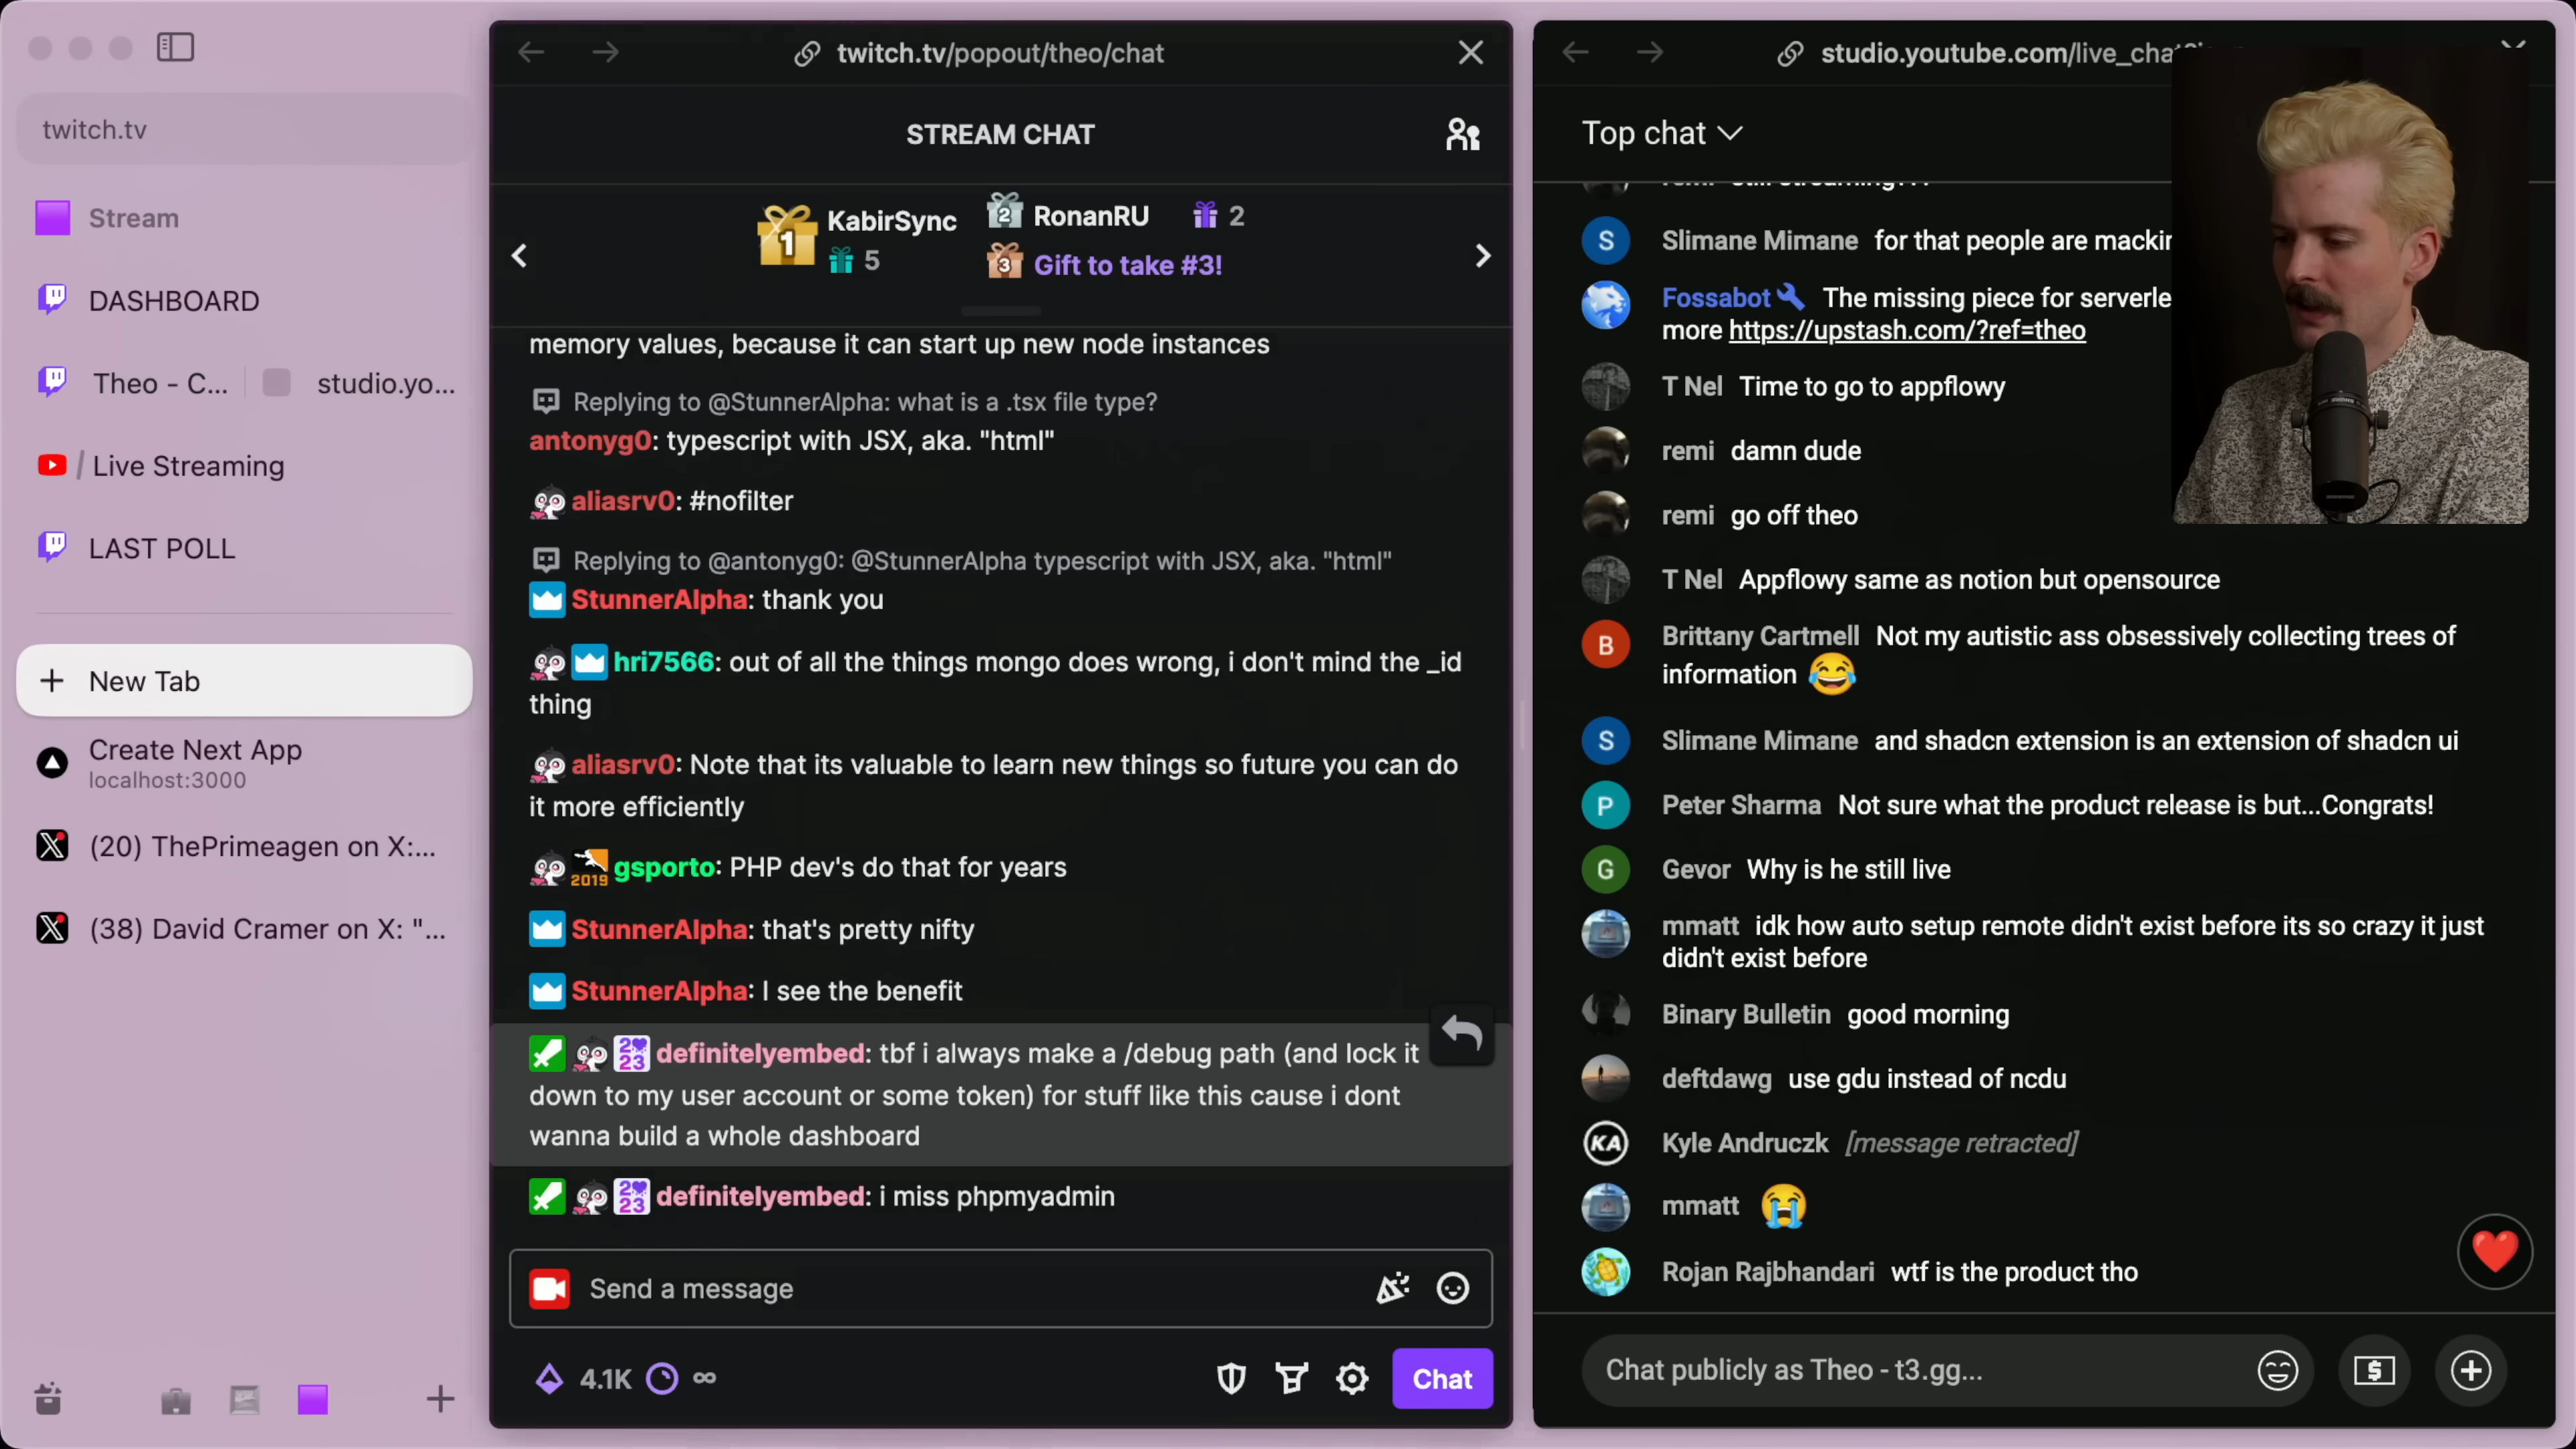 twitch.tv
Stream
DASHBOARD
Theo - C...
studio.yo...
/ Live Streaming
LAST POLL
+ New Tab
Create Next App
localhost:3000
(20) ThePrimeagen on X:...
(38) David Cramer on X: "...
twitch.tv/popout/theo/chat
STREAM CHAT
1 KabirSync
5
2 RonanRU 2
3 Gift to take #3!
memory values, because it can start up new node instances
Replying to @StunnerAlpha: what is a .tsx file type?
antonyg0: typescript with JSX, aka. "html"
aliasrv0: #nofilter
Replying to @antonyg0: @StunnerAlpha typescript with JSX, aka. "html"
StunnerAlpha: thank you
hri7566: out of all the things mongo does wrong, i don't mind the _id
thing
aliasrv0: Note that its valuable to learn new things so future you can do
it more efficiently
2019 gsporto: PHP dev's do that for years
StunnerAlpha: that's pretty nifty
StunnerAlpha: I see the benefit
definitelyembed: tbf i always make a /debug path (and lock it
down to my user account or some token) for stuff like this cause i dont
wanna build a whole dashboard
definitelyembed: i miss phpmyadmin
Send a message
4.1K ∞
Chat
studio.youtube.com/live_chat
Top chat
S Slimane Mimane for that people are
Fossabot The missing piece for
more https://upstash.com/?ref=theo
T Nel Time to go to appflowy
remi damn dude
remi go off theo
T Nel Appflowy same as notion but opensource
B Brittany Cartmell Not my autistic ass obsessively collecting trees of
information 😂
S Slimane Mimane and shadcn extension is an extension of shadcn ui
P Peter Sharma Not sure what the product release is but...Congrats!
G Gevor Why is he still live
mmatt idk how auto setup remote didn't exist before its so crazy it just
didn't exist before
Binary Bulletin good morning
deftdawg use gdu instead of ncdu
KA Kyle Andruczk [message retracted]
mmatt 😭
Rojan Rajbhandari wtf is the product tho
Chat publicly as Theo - t3.gg...